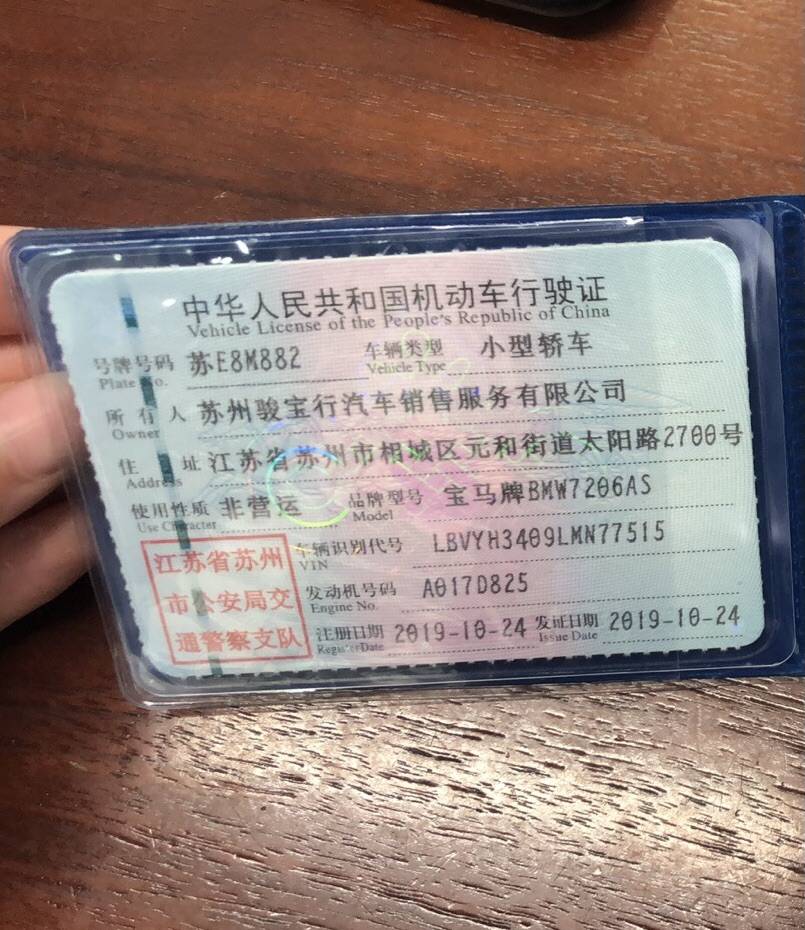 中华人民共和国机动车行驶证
Vehicle License of the People's Republic of China
号牌号码 苏E8M882 车辆类型 小型轿车
Plate No. Vehicle Type
所有人 苏州骏宝行汽车销售服务有限公司
Owner
住址 江苏省苏州市相城区元和街道太阳路2700号
Address
使用性质 非营运 品牌型号 宝马牌BMW7206AS
Use Character Model
车辆识别代号 LBVYH3409LMN77515
VIN
发动机号码 A017D825
Engine No.
注册日期 2019-10-24 发证日期 2019-10-24
Register Date Issue Date
江苏省苏州
市公安局交
通警察支队